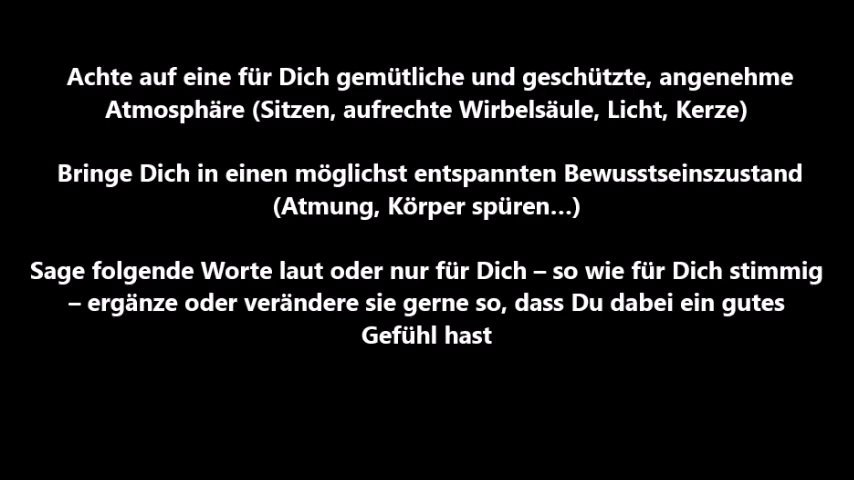 Achte auf eine für Dich gemütliche und geschützte, angenehme
Atmosphäre (Sitzen, aufrechte Wirbelsäule, Licht, Kerze)
Bringe Dich in einen möglichst entspannten Bewusstseinszustand
(Atmung, Körper spüren…)
Sage folgende Worte laut oder nur für Dich – so wie für Dich stimmig
– ergänze oder verändere sie gerne so, dass Du dabei ein gutes
Gefühl hast